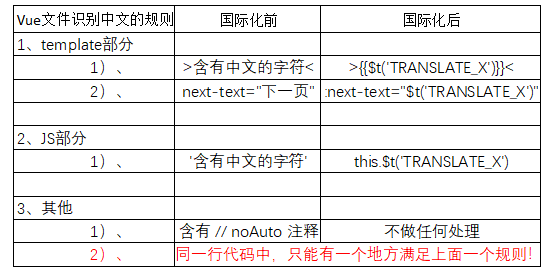 Vue文件识别中文的规则 国际化前 国际化后
1、template部分
1）、 >含有中文的字符< >{{$t('TRANSLATE_X')}}<
2）、 next-text="下一页" :next-text="$t('TRANSLATE_X')"
2、JS部分
1）、 '含有中文的字符' this.$t('TRANSLATE_X')
3、其他
1）、 含有 // noAuto 注释 不做任何处理
2）、 同一行代码中，只能有一个地方满足上面一个规则！